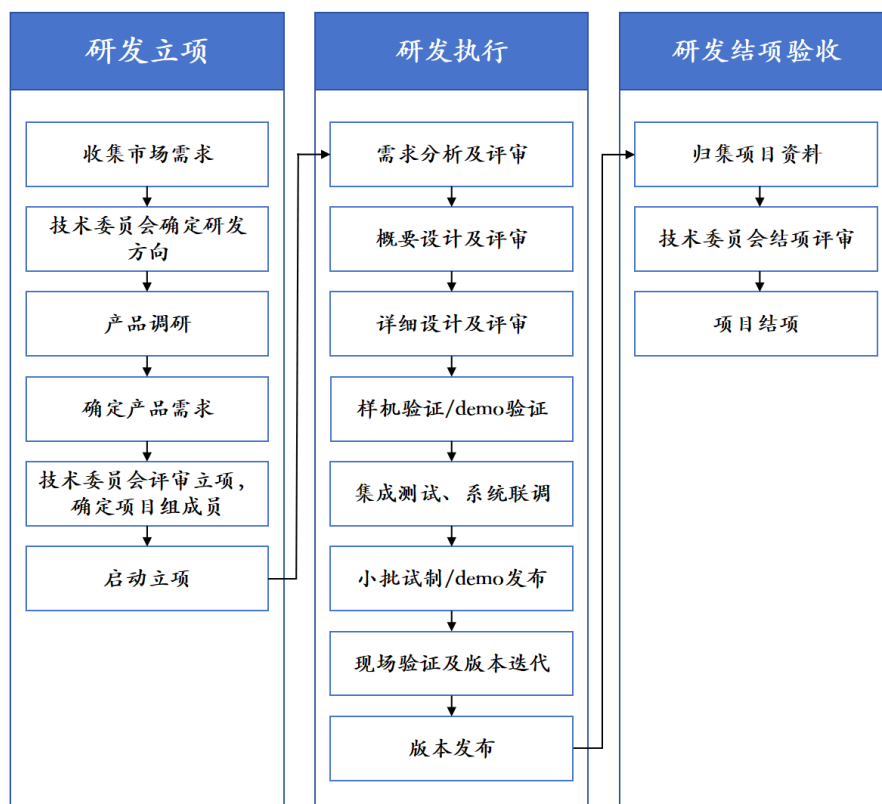 研发立项
收集市场需求
技术委员会确定研发
方向
产品调研
确定产品需求
技术委员会评审立项，
确定项目组成员
启动立项
研发执行
需求分析及评审
概要设计及评审
详细设计及评审
样机验证/demo验证
集成测试、系统联调
小批试制/demo发布
现场验证及版本迭代
版本发布
研发结项验收
归集项目资料
技术委员会结项评审
项目结项